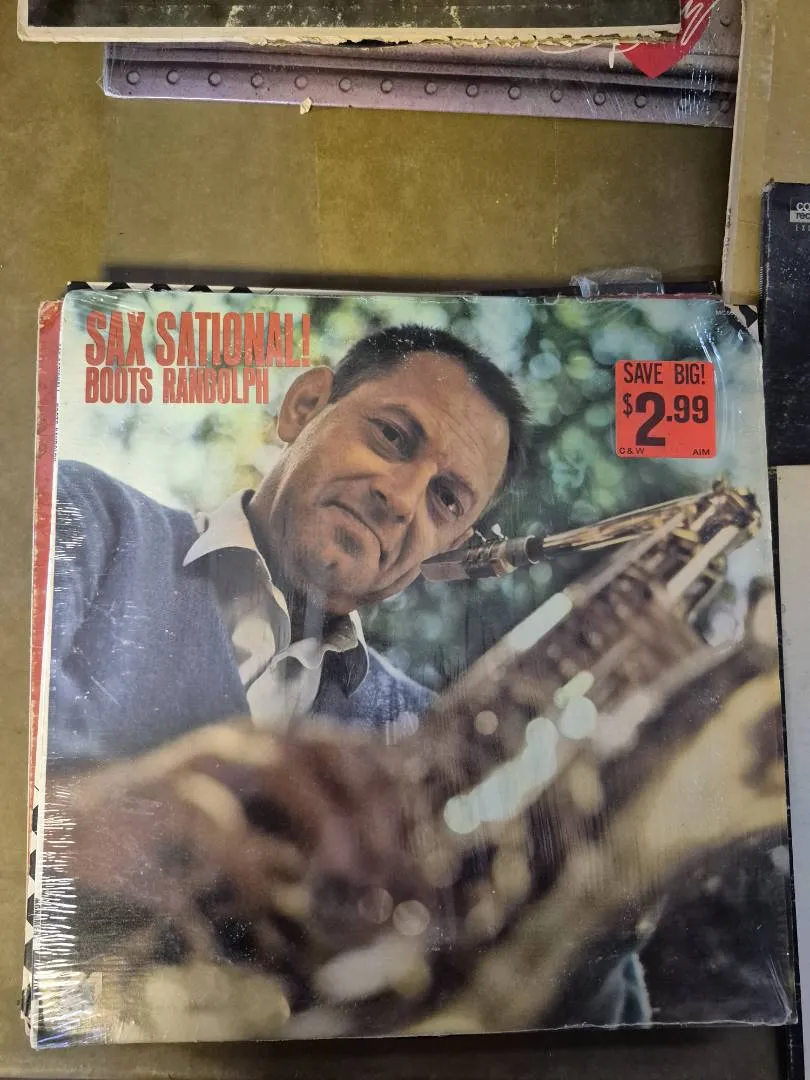 SAX SATIONAL!
BOOTS RANDOLPH
SAVE BIG!
$2.99
C & W AIM